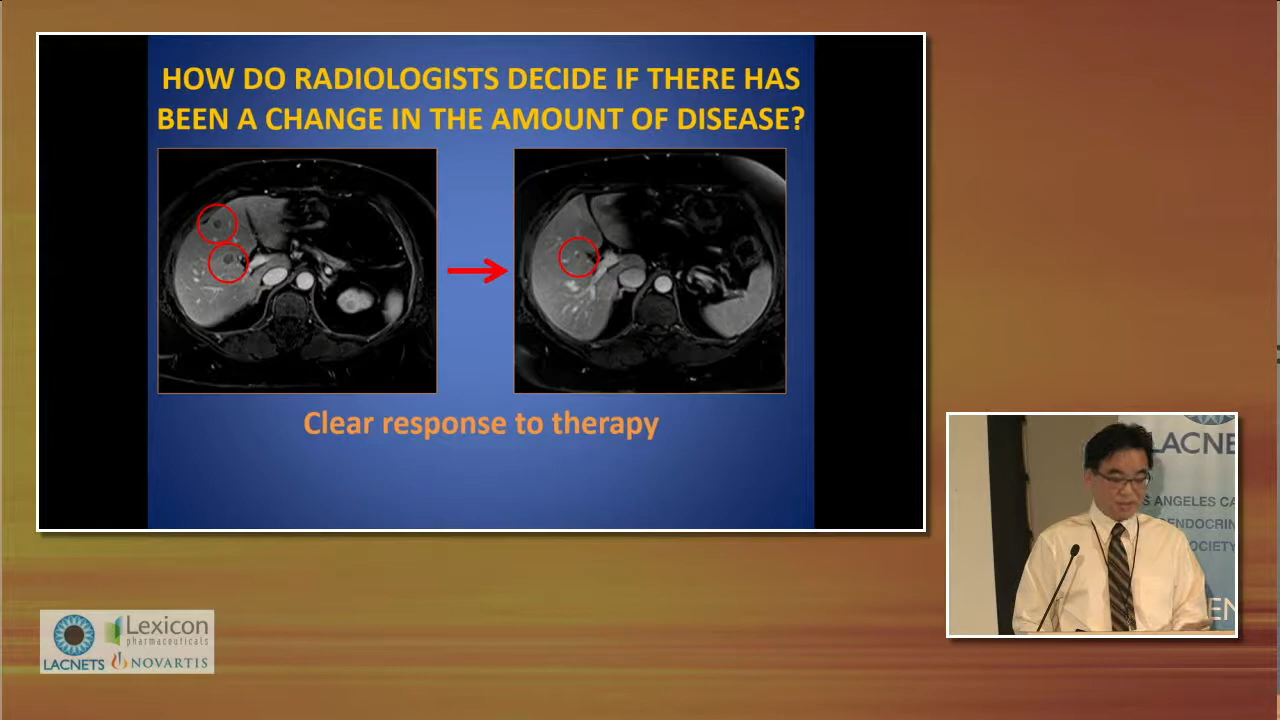 HOW DO RADIOLOGISTS DECIDE IF THERE HAS
BEEN A CHANGE IN THE AMOUNT OF DISEASE?
Clear response to therapy
LACNE
S ANGELES CA
ENDOCRIN
OCIETY
EN
Lexicon
pharmaceuticals
LACNETS
NOVARTIS